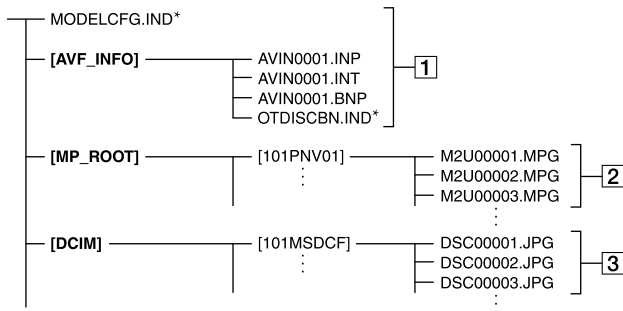 MODELCFG.IND*
[AVF_INFO] AVIN0001.INP
AVIN0001.INT
1
AVIN0001.BNP
OTDISCBN.IND*
[MP_ROOT] [101PNV01] M2U00001.MPG
M2U00002.MPG
2
M2U00003.MPG
[DCIM] [101MSDCF] DSC00001.JPG
DSC00002.JPG
3
DSC00003.JPG